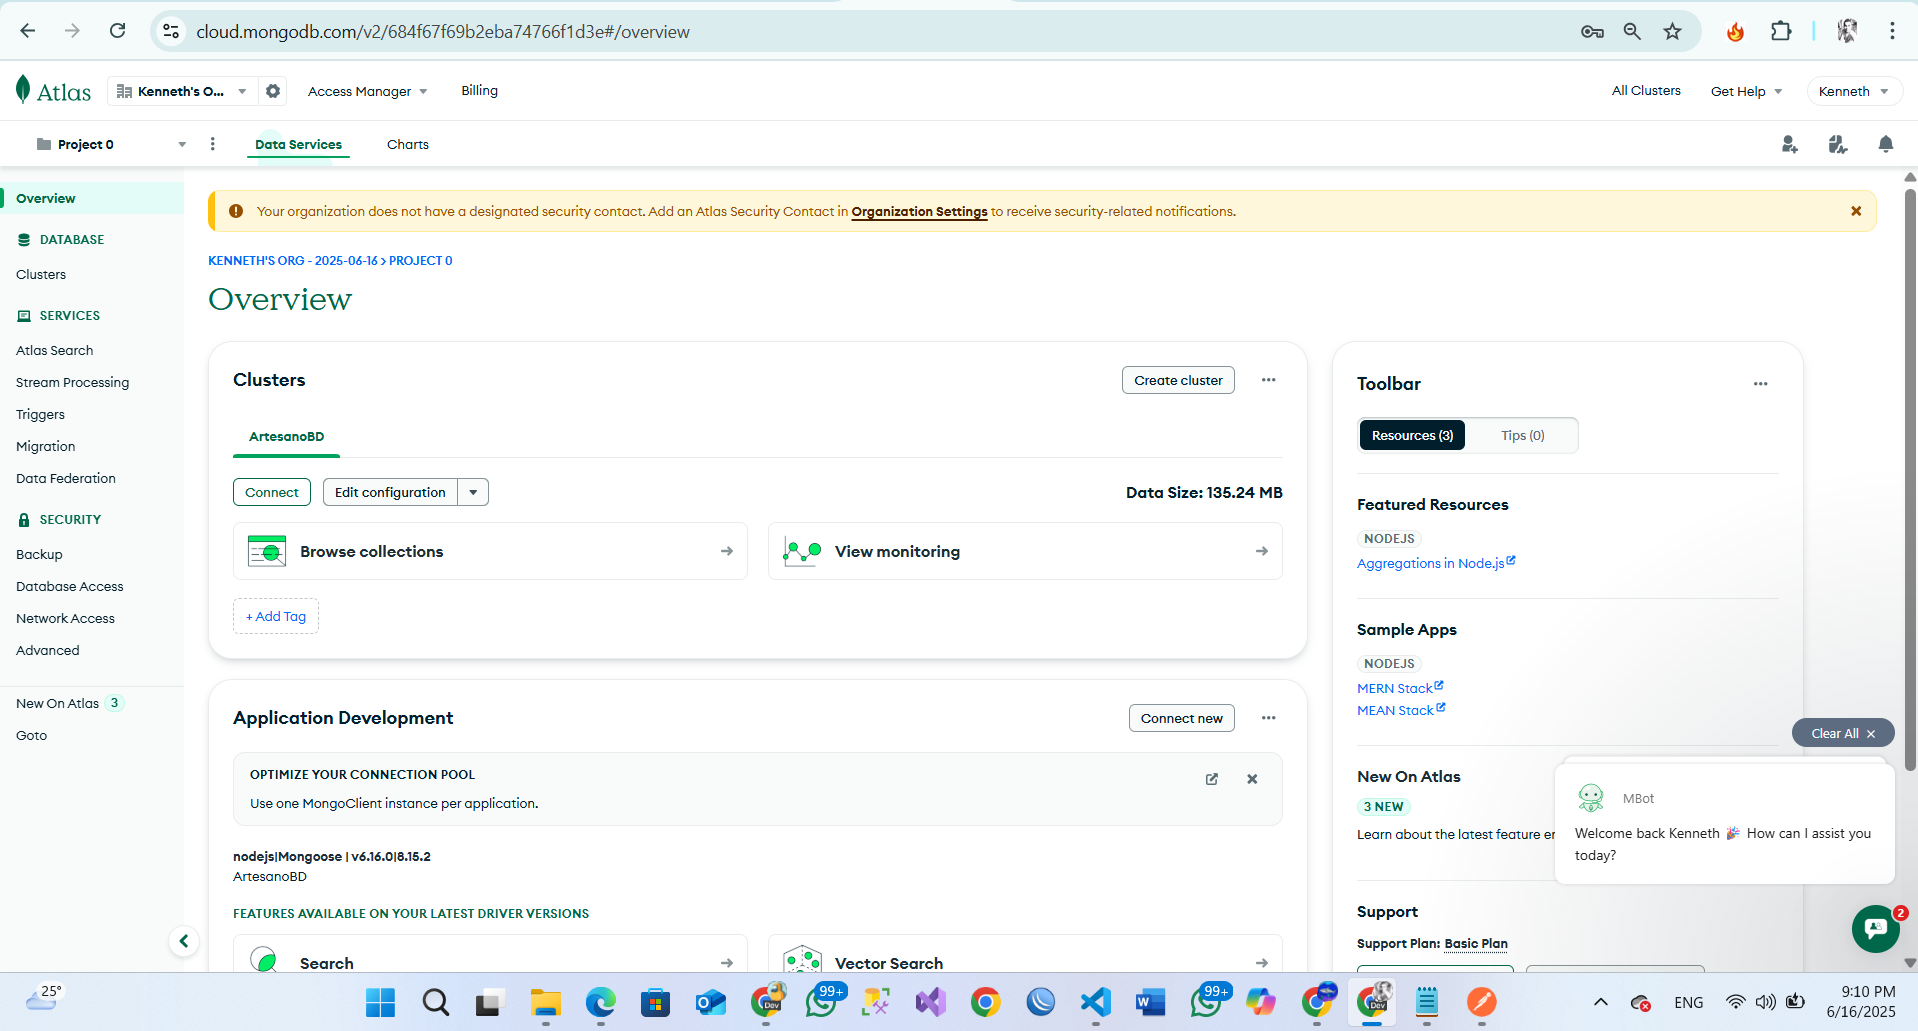 cloud.mongodb.com/v2/684f67f69b2eba74766f1d3e#/overview
Atlas
Kenneth's O...
Access Manager
Billing
All Clusters
Get Help
Kenneth
Project 0
Data Services
Charts
Overview
DATABASE
Clusters
SERVICES
Atlas Search
Stream Processing
Triggers
Migration
Data Federation
SECURITY
Backup
Database Access
Network Access
Advanced
New On Atlas 3
Goto
Your organization does not have a designated security contact. Add an Atlas Security Contact in Organization Settings to receive security-related notifications.
KENNETH'S ORG - 2025-06-16 > PROJECT 0
Overview
Clusters
Create cluster
ArtesanoBD
Connect
Edit configuration
Data Size: 135.24 MB
Browse collections
View monitoring
+ Add Tag
Application Development
Connect new
OPTIMIZE YOUR CONNECTION POOL
Use one MongoClient instance per application.
nodejs|Mongoose | v6.16.0|8.15.2
ArtesanoBD
FEATURES AVAILABLE ON YOUR LATEST DRIVER VERSIONS
Search
Vector Search
Toolbar
Resources (3)
Tips (0)
Featured Resources
NODEJS
Aggregations in Node.js
Sample Apps
NODEJS
MERN Stack
MEAN Stack
New On Atlas
3 NEW
Learn about the latest feature
Support
Support Plan: Basic Plan
Clear All
MBot
Welcome back Kenneth 🎉 How can I assist you
today?
2
25°
Dev
99+
99+
Dev
ENG
9:10 PM
6/16/2025